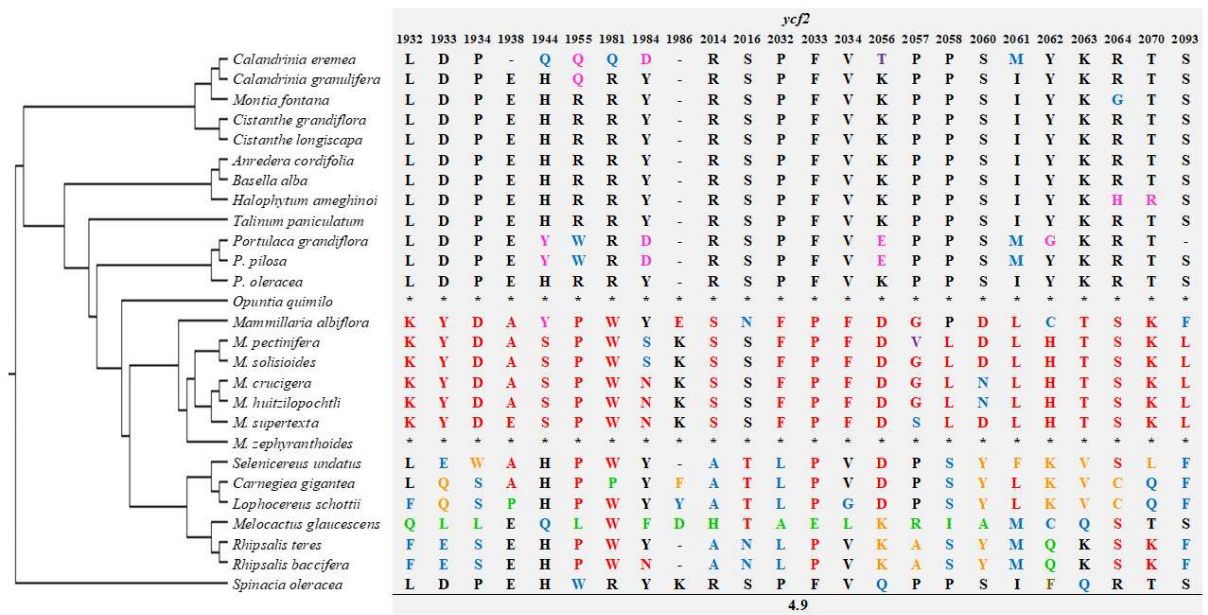 ycf2
1932 1933 1934 1938 1944 1955 1981 1984 1986 2014 2016 2032 2033 2034 2056 2057 2058 2060 2061 2062 2063 2064 2070 2093
Calandrinia eremea L D P - Q Q Q D - R S P F V T P P S M Y K R T S
Calandrinia granulifera L D P E H Q R Y - R S P F V K P P S I Y K R T S
Montia fontana L D P E H R R Y - R S P F V K P P S I Y K G T S
Cistanthe grandiflora L D P E H R R Y - R S P F V K P P S I Y K R T S
Cistanthe longiscapa L D P E H R R Y - R S P F V K P P S I Y K R T S
Anredera cordifolia L D P E H R R Y - R S P F V K P P S I Y K R T S
Basella alba L D P E H R R Y - R S P F V K P P S I Y K R T S
Halophytum ameghinoi L D P E H R R Y - R S P F V K P P S I Y K H R S
Talinum paniculatum L D P E H R R Y - R S P F V K P P S I Y K R T S
Portulaca grandiflora L D P E Y W R D - R S P F V E P P S M G K R T -
P. pilosa L D P E Y W R D - R S P F V E P P S M Y K R T S
P. oleracea L D P E H R R Y - R S P F V K P P S I Y K R T S
Opuntia quimilo * * * * * * * * * * * * * * * * * * * * * * * *
Mammillaria albiflora K Y D A Y P W Y E S N F P F D G P D L C T S K F
M. pectinifera K Y D A S P W S K S S F P F D V L D L H T S K L
M. solisioides K Y D A S P W S K S S F P F D G L D L H T S K L
M. crucigera K Y D A S P W N K S S F P F D G L N L H T S K L
M. huitzilopochtli K Y D A S P W N K S S F P F D G L N L H T S K L
M. supertexta K Y D E S P W N K S S F P F D S L D L H T S K L
M. zephyranthoides * * * * * * * * * * * * * * * * * * * * * * * *
Selenicereus undatus L E W A H P W Y - A T L P V D P S Y F K V S L F
Carnegiea gigantea L Q S A H P P Y F A T L P V D P S Y L K V C Q F
Lophocereus schottii F Q S P H P W Y Y A T L P G D P S Y L K V C Q F
Melocactus glaucescens Q L L E Q L W F D H T A E L K R I A M C Q S T S
Rhipsalis teres F E S E H P W Y - A N L P V K A S Y M Q K S K F
Rhipsalis baccifera F E S E H P W N - A N L P V K A S Y M Q K S K F
Spinacia oleracea L D P E H W R Y K R S P F V Q P P S I F Q R T S
4.9